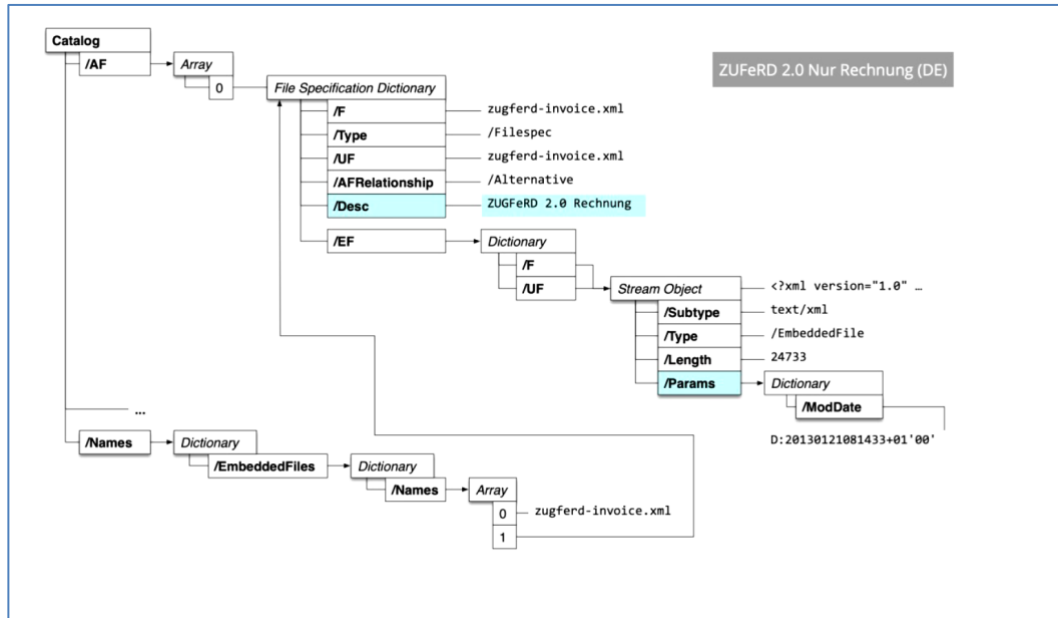 Catalog
/AF
Array
0
ZUFeRD 2.0 Nur Rechnung (DE)
File Specification Dictionary
/F
zugferd-invoice.xml
/Type
/Filespec
/UF
zugferd-invoice.xml
/AFRelationship
/Alternative
/Desc
ZUGFeRD 2.0 Rechnung
/EF
Dictionary
/F
/UF
Stream Object
<?xml version="1.0" …
/Subtype
text/xml
/Type
/EmbeddedFile
/Length
24733
/Params
Dictionary
/ModDate
D:20130121081433+01'00'
...
/Names
Dictionary
/EmbeddedFiles
Dictionary
/Names
Array
0
zugferd-invoice.xml
1